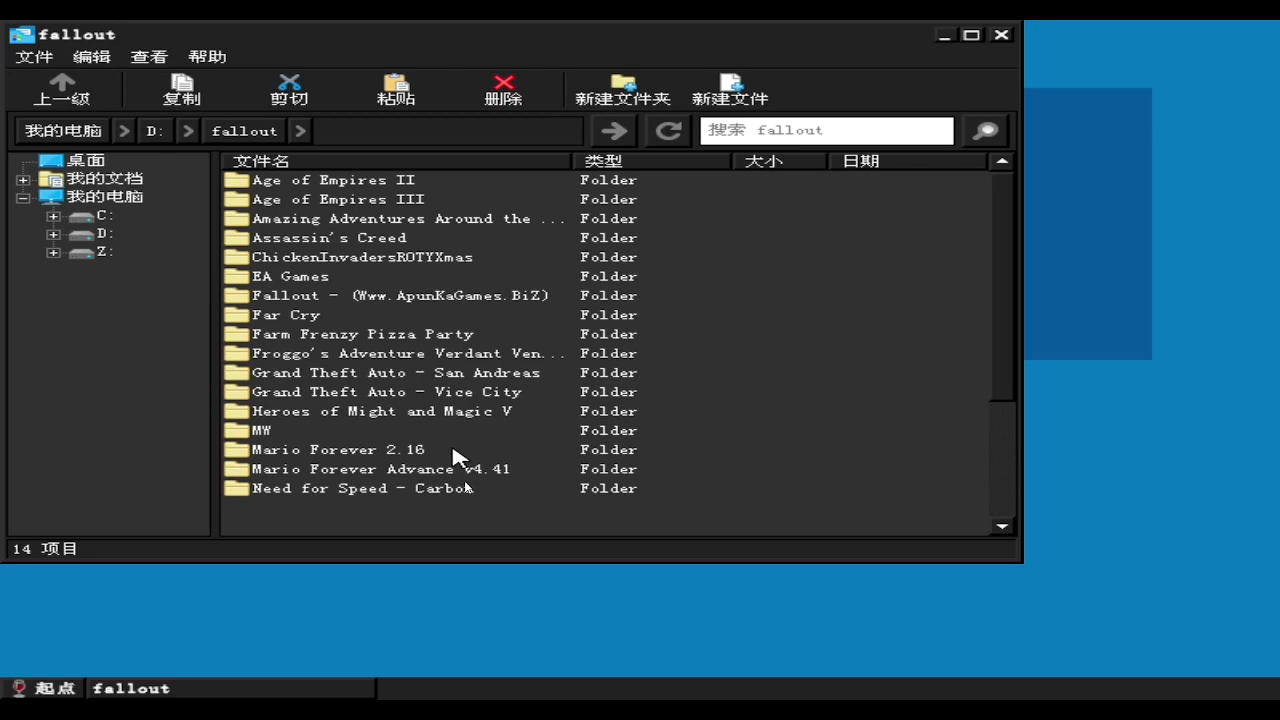 fallout
文件 编辑 查看 帮助
上一级 复制 剪切 粘贴 删除 新建文件夹 新建文件
我的电脑 D: fallout 搜索 fallout
桌面
我的文档
我的电脑
C:
D:
Z:
文件名 类型 大小 日期
Age of Empires II Folder
Age of Empires III Folder
Amazing Adventures Around the ... Folder
Assassin's Creed Folder
ChickenInvadersROTYXmas Folder
EA Games Folder
Fallout - (Www.ApunKaGames.BiZ) Folder
Far Cry Folder
Farm Frenzy Pizza Party Folder
Froggo's Adventure Verdant Ven... Folder
Grand Theft Auto - San Andreas Folder
Grand Theft Auto - Vice City Folder
Heroes of Might and Magic V Folder
MW Folder
Mario Forever 2.16 Folder
Mario Forever Advance v4.41 Folder
Need for Speed - Carbon Folder
14 项目
起点 fallout